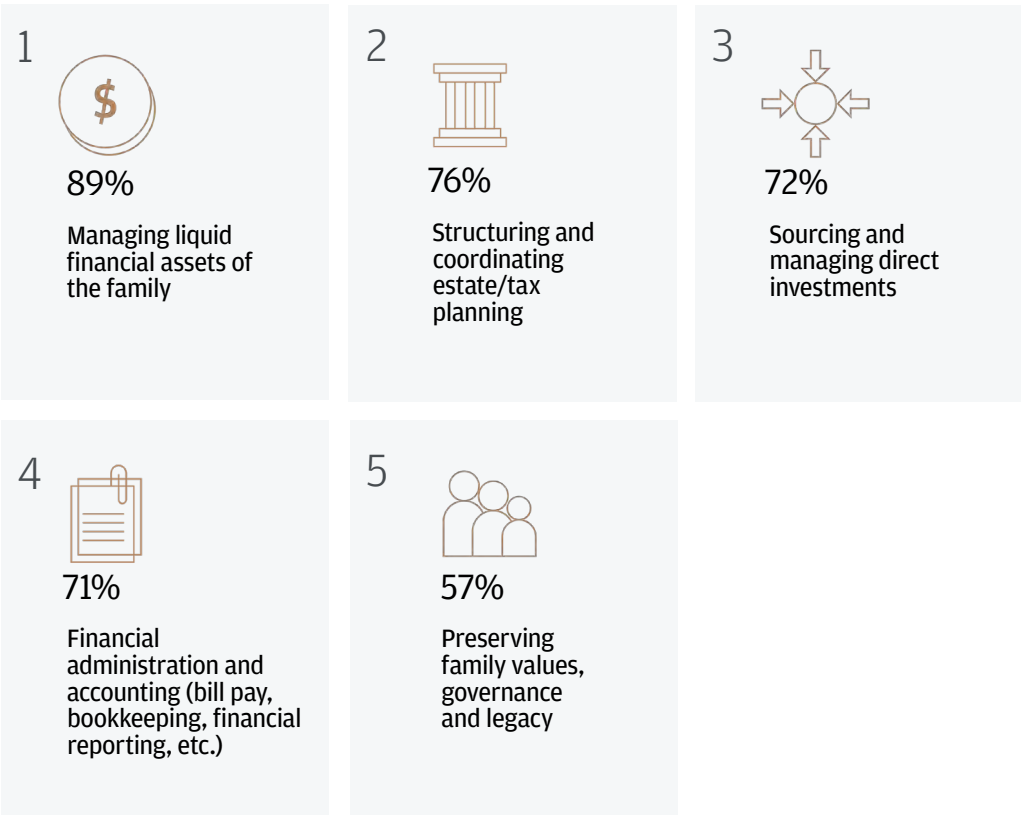 1
$
89%
Managing liquid
financial assets of
the family
2
76%
Structuring and
coordinating
estate/tax
planning
3
72%
Sourcing and
managing direct
investments
4
71%
Financial
administration and
accounting (bill pay,
bookkeeping, financial
reporting, etc.)
5
57%
Preserving
family values,
governance
and legacy